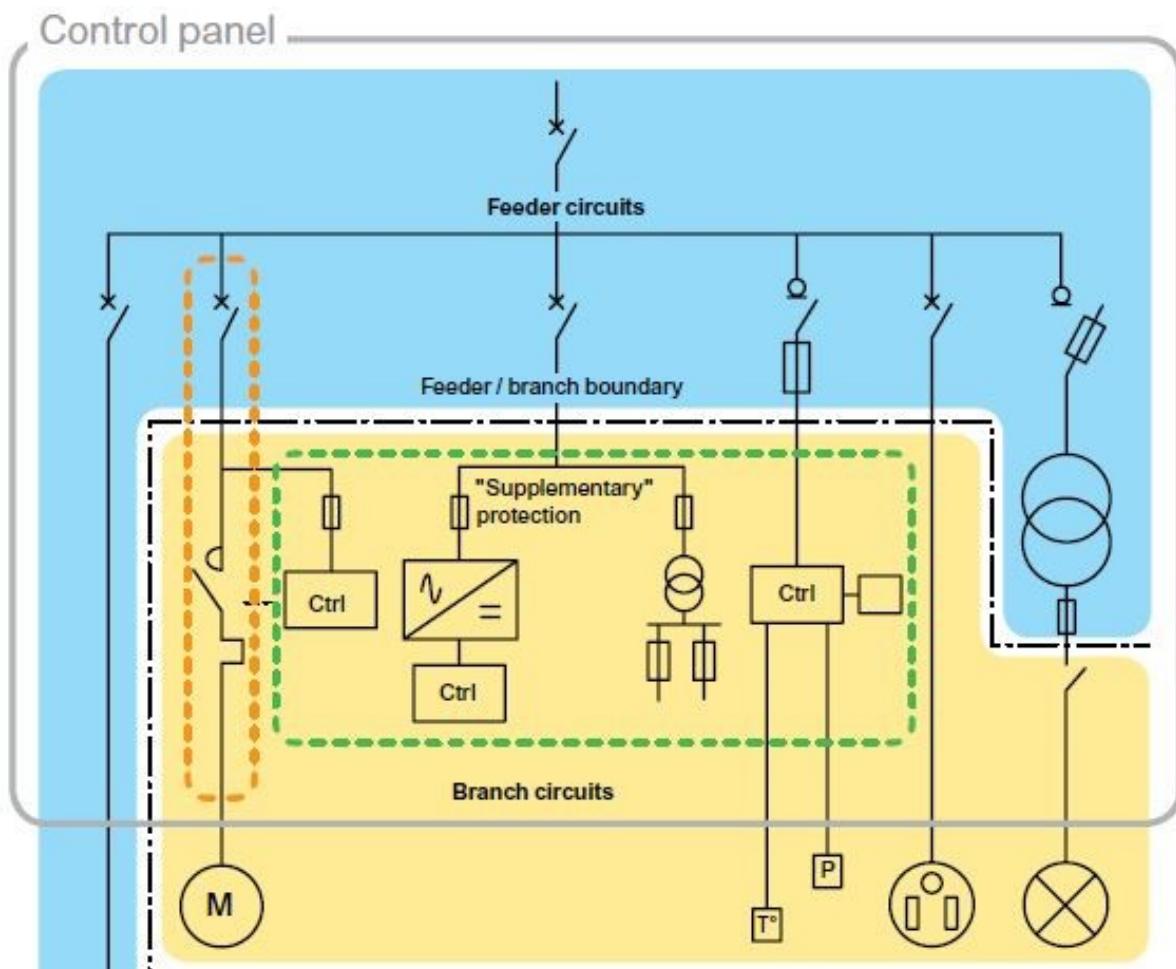 Control panel
Feeder circuits
Feeder / branch boundary
"Supplementary"
protection
Ctrl
Ctrl
Ctrl
Branch circuits
M
P
T°